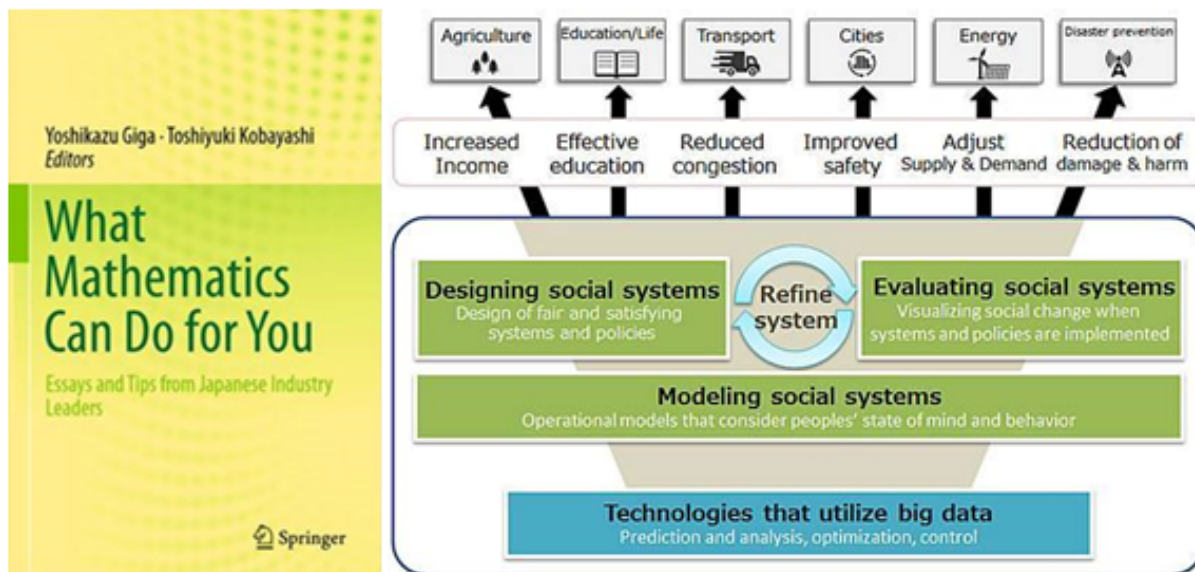 Yoshikazu Giga · Toshiyuki Kobayashi
Editors
What
Mathematics
Can Do for You
Essays and Tips from Japanese Industry
Leaders
Springer
Agriculture
Education/Life
Transport
Cities
Energy
Disaster prevention
Increased
Income
Effective
education
Reduced
congestion
Improved
safety
Adjust
Supply & Demand
Reduction of
damage & harm
Designing social systems
Design of fair and satisfying
systems and policies
Refine
system
Evaluating social systems
Visualizing social change when
systems and policies are implemented
Modeling social systems
Operational models that consider peoples' state of mind and behavior
Technologies that utilize big data
Prediction and analysis, optimization, control